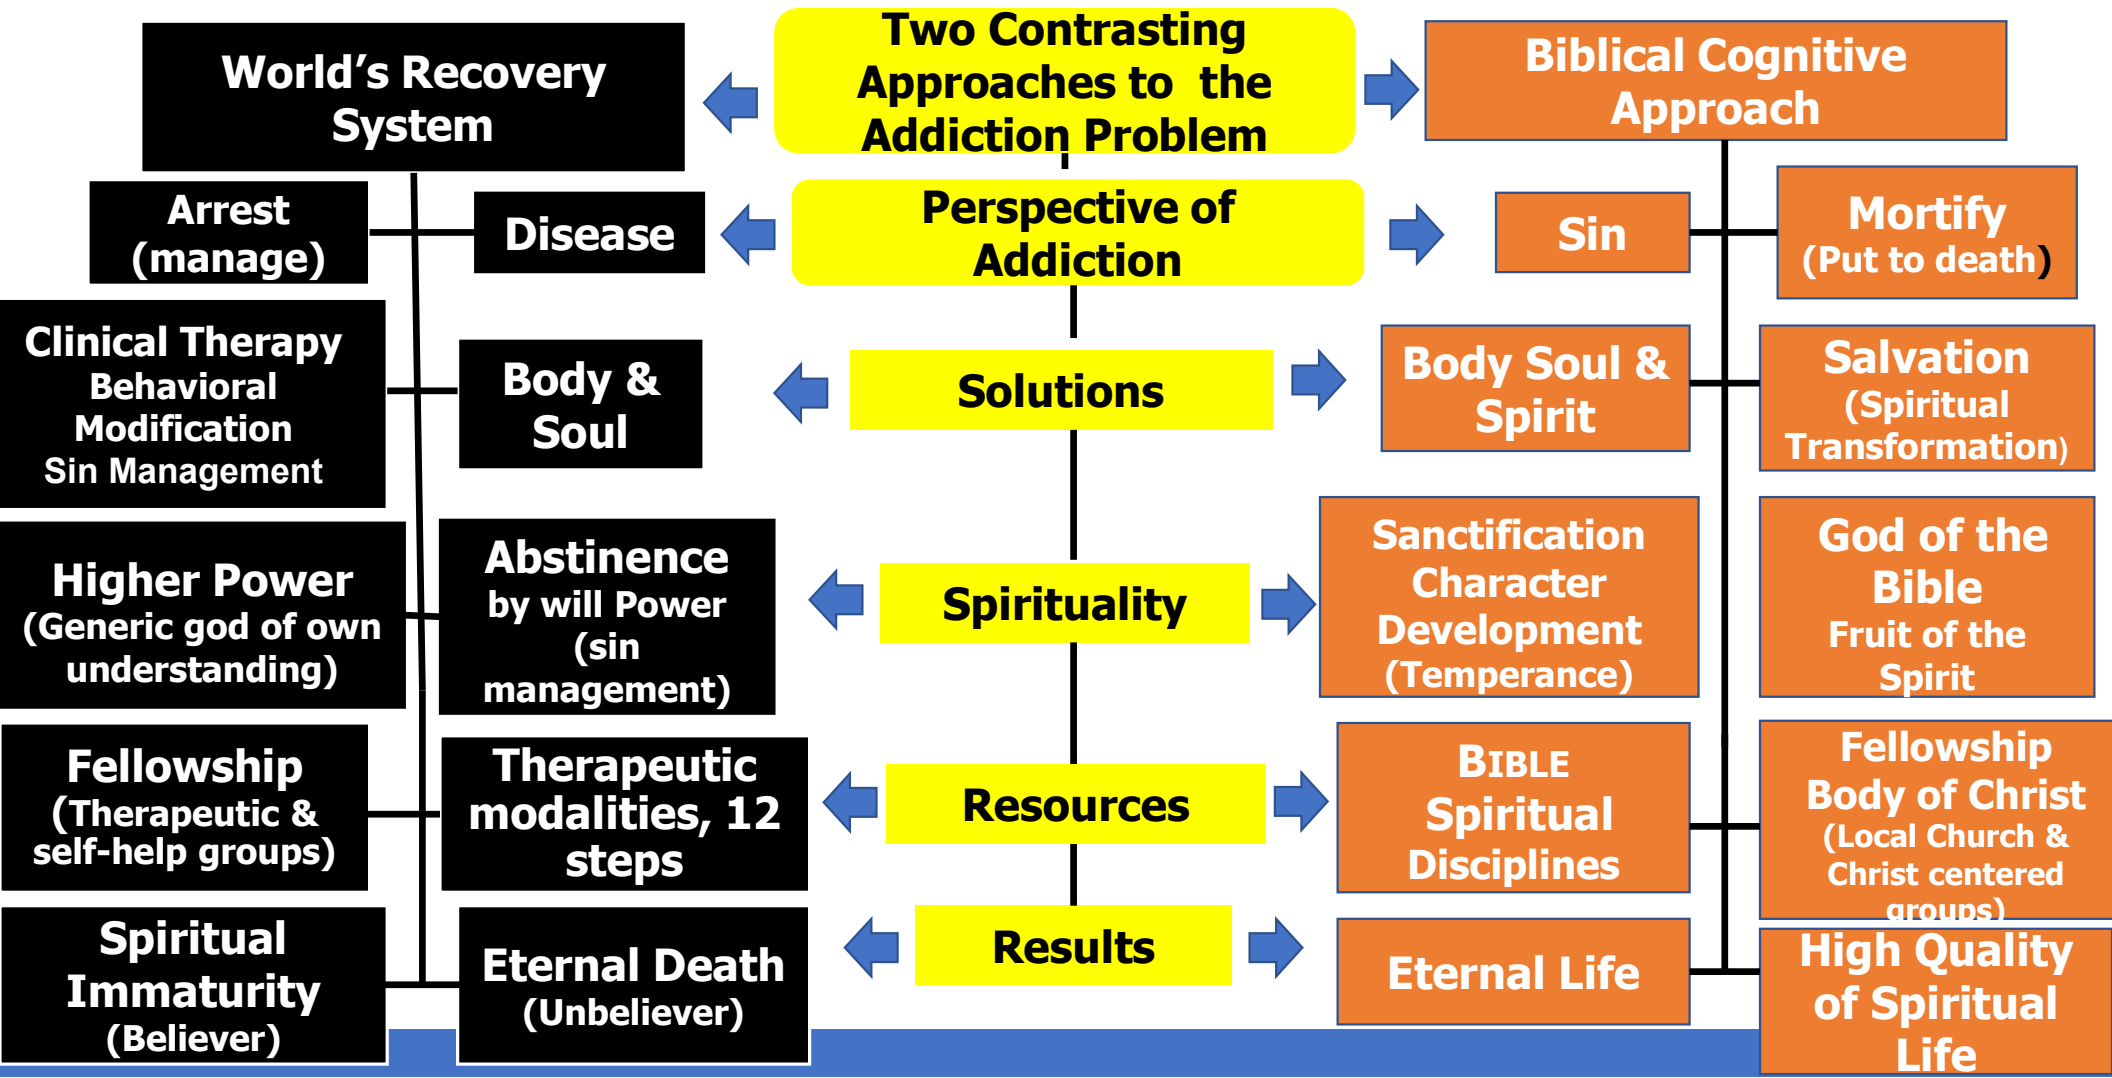 World's Recovery
System
Two Contrasting
Approaches to the
Addiction Problem
Biblical Cognitive
Approach
Arrest
(manage)
Disease
Perspective of
Addiction
Sin
Mortify
(Put to death)
Clinical Therapy
Behavioral
Modification
Sin Management
Body &
Soul
Solutions
Body Soul &
Spirit
Salvation
(Spiritual
Transformation)
Higher Power
(Generic god of own
understanding)
Abstinence
by will Power
(sin
management)
Spirituality
Sanctification
Character
Development
(Temperance)
God of the
Bible
Fruit of the
Spirit
Fellowship
(Therapeutic &
self-help groups)
Therapeutic
modalities, 12
steps
Resources
BIBLE
Spiritual
Disciplines
Fellowship
Body of Christ
(Local Church &
Christ centered
groups)
Spiritual
Immaturity
(Believer)
Eternal Death
(Unbeliever)
Results
Eternal Life
High Quality
of Spiritual
Life